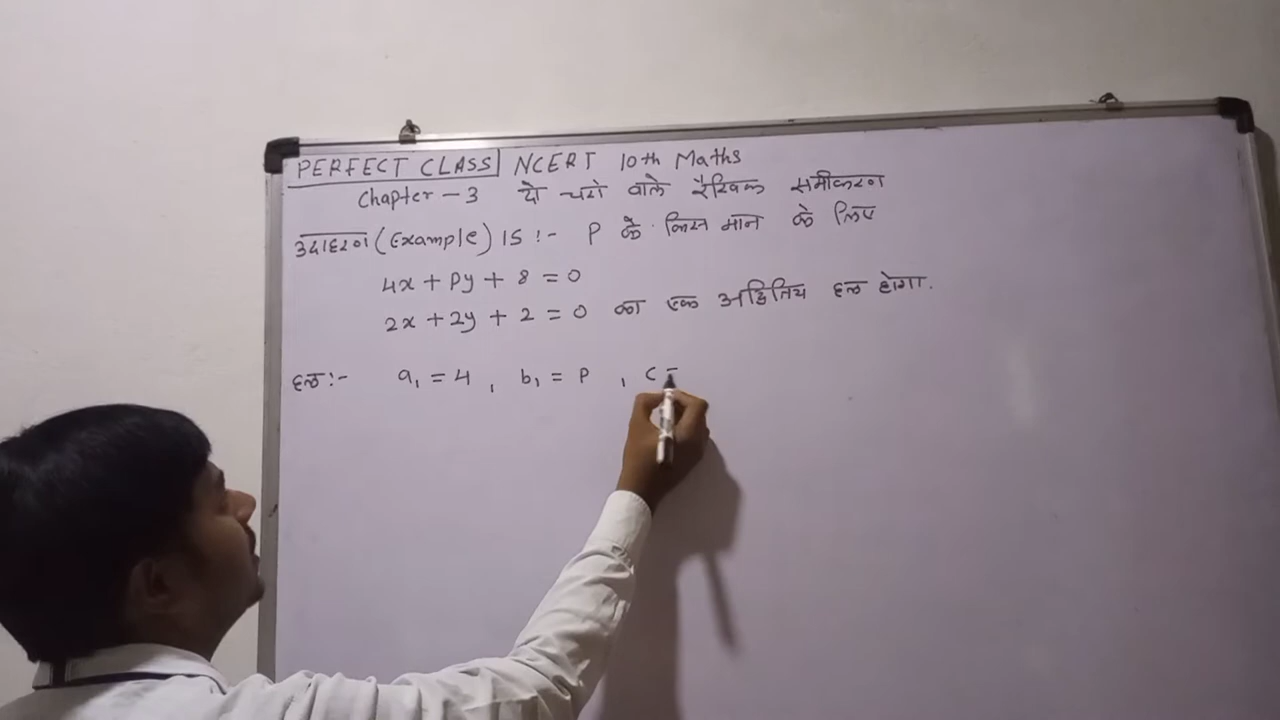 PERFECT CLASS NCERT 10th Maths
Chapter - 3 दो चरों वाले रैखिक समीकरण
उदाहरण (Example) 15 :- P के किस मान के लिए
4x + Py + 8 = 0
2x + 2y + 2 = 0 का एक अद्वितिय हल होगा.
हल :- a₁ = 4 , b₁ = P , C =